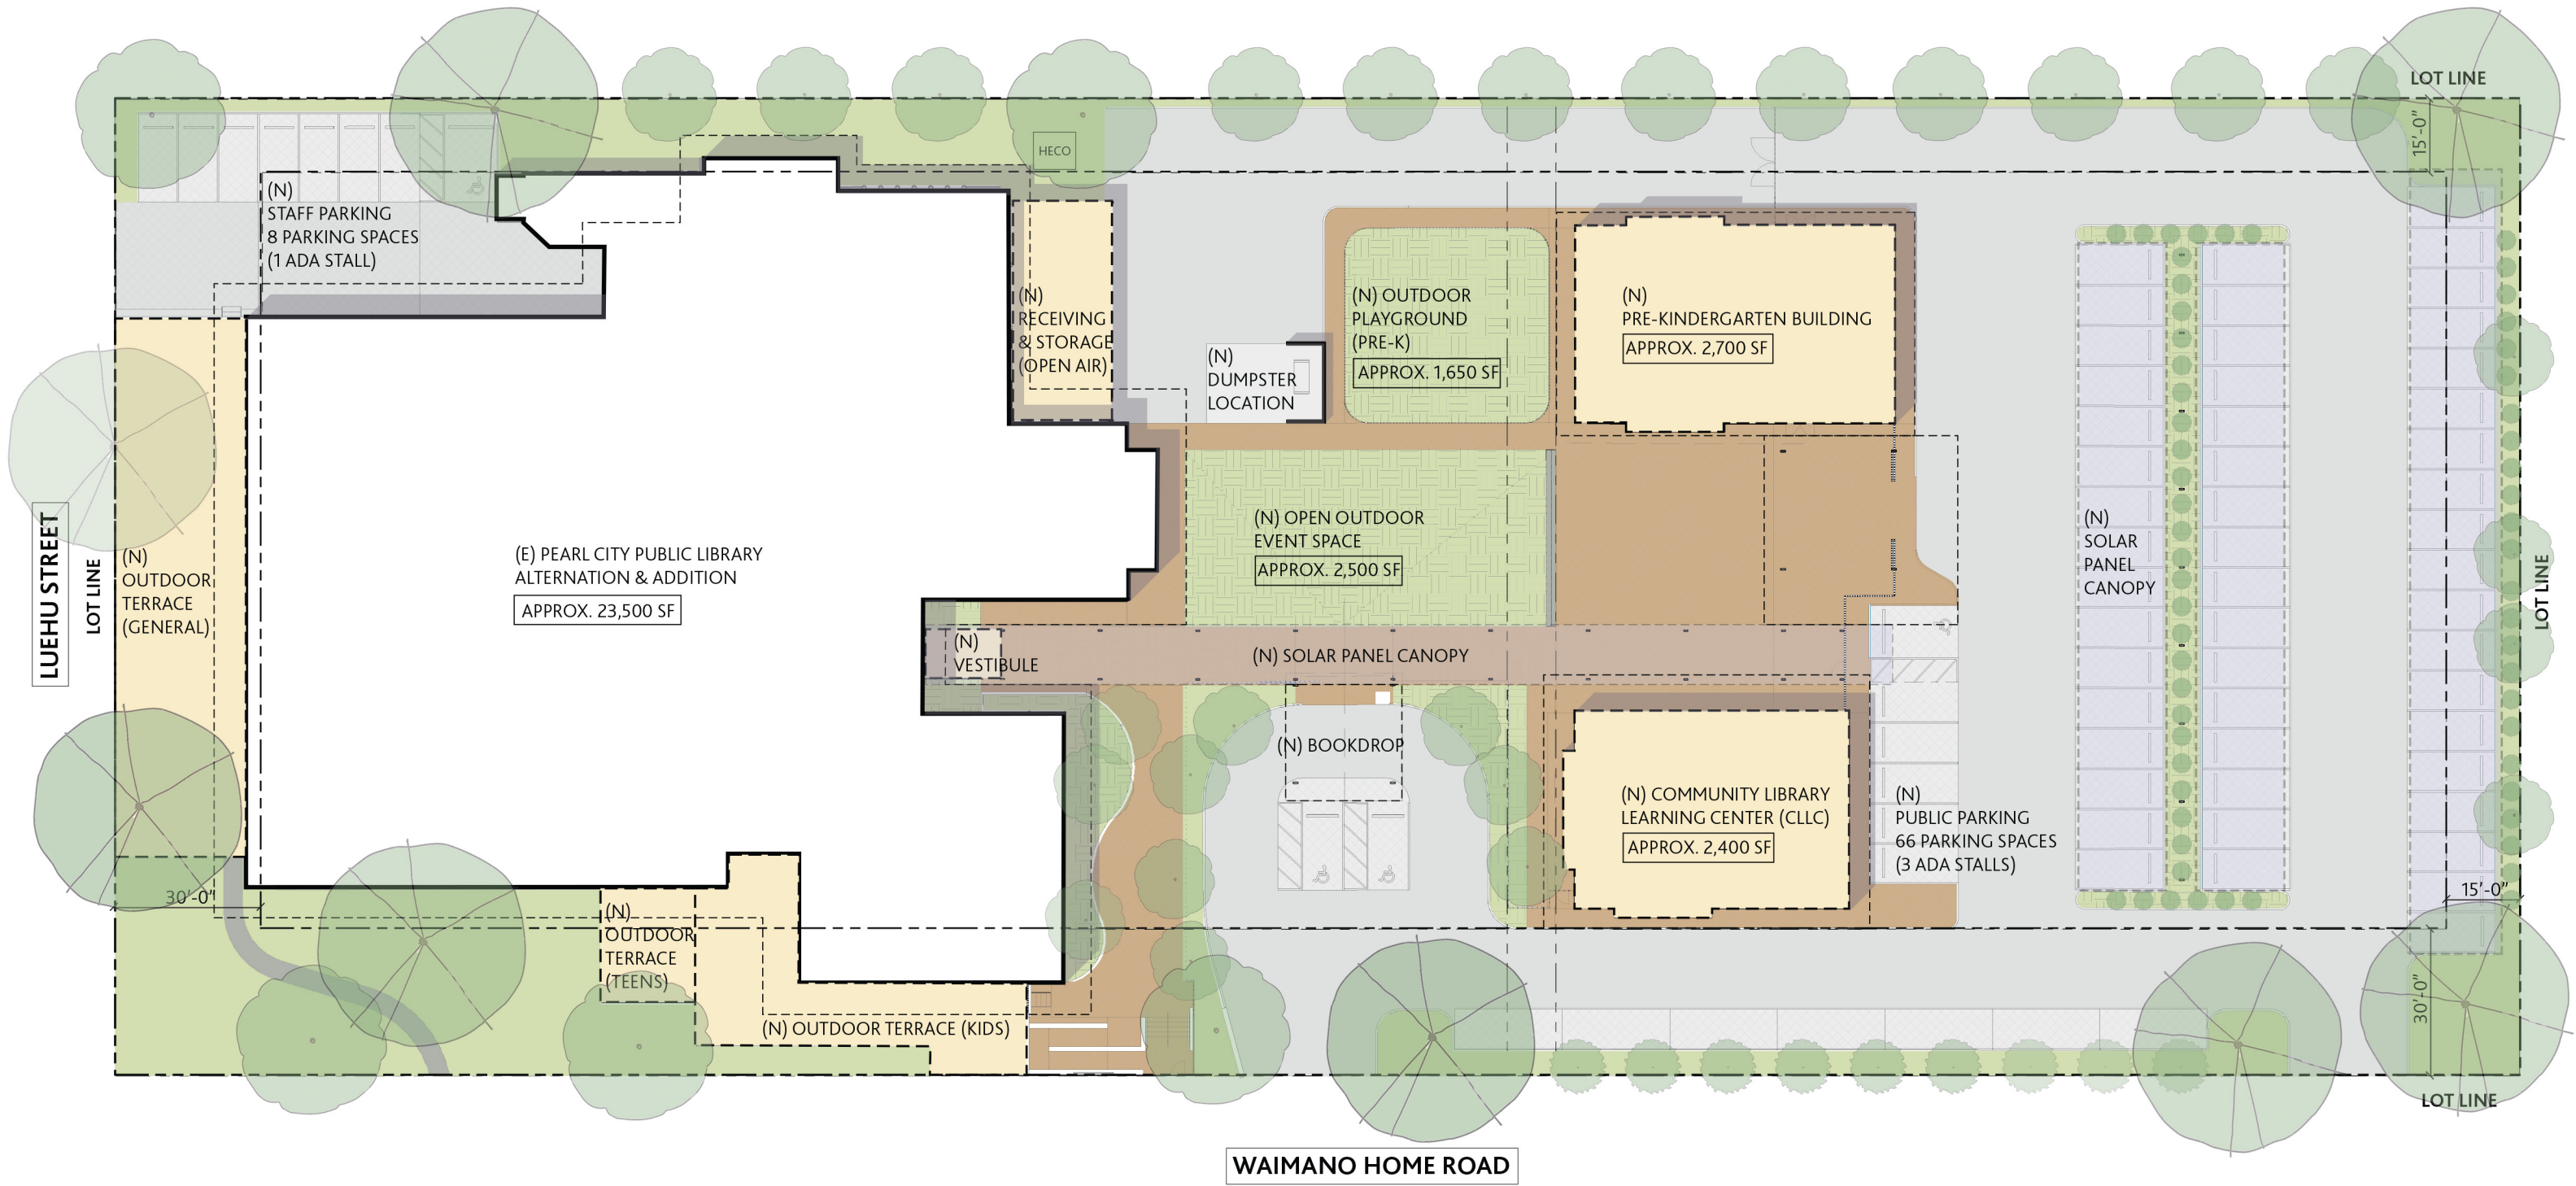 LOT LINE
15'-0"
HECO
(N)
STAFF PARKING
8 PARKING SPACES
(1 ADA STALL)
(N)
RECEIVING
& STORAGE
(OPEN AIR)
(N)
DUMPSTER
LOCATION
(N) OUTDOOR
PLAYGROUND
(PRE-K)
APPROX. 1,650 SF
(N)
PRE-KINDERGARTEN BUILDING
APPROX. 2,700 SF
LUEHU STREET
LOT LINE
(N)
OUTDOOR
TERRACE
(GENERAL)
(E) PEARL CITY PUBLIC LIBRARY
ALTERNATION & ADDITION
APPROX. 23,500 SF
(N) OPEN OUTDOOR
EVENT SPACE
APPROX. 2,500 SF
(N)
SOLAR
PANEL
CANOPY
LOT LINE
(N)
VESTIBULE
(N) SOLAR PANEL CANOPY
(N) BOOKDROP
(N) COMMUNITY LIBRARY
LEARNING CENTER (CLLC)
APPROX. 2,400 SF
(N)
PUBLIC PARKING
66 PARKING SPACES
(3 ADA STALLS)
30'-0"
15'-0"
(N)
OUTDOOR
TERRACE
(TEENS)
(N) OUTDOOR TERRACE (KIDS)
30'-0"
LOT LINE
WAIMANO HOME ROAD